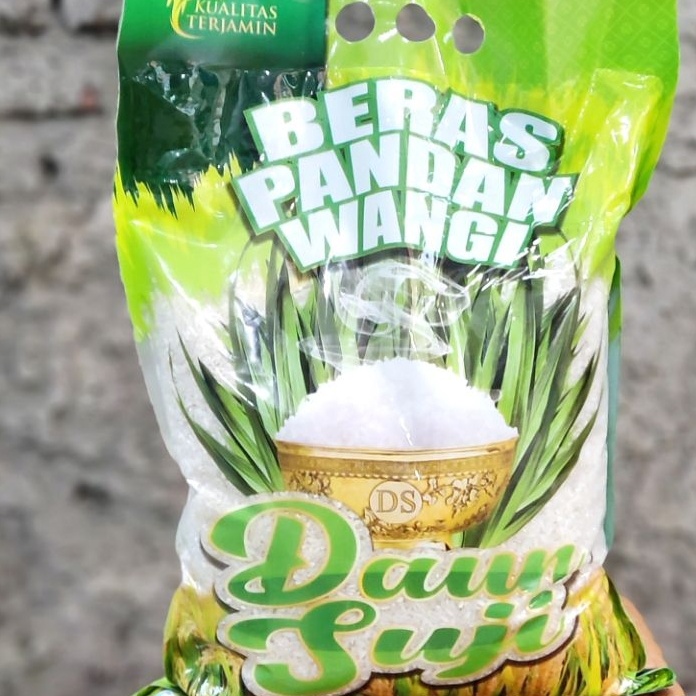 KUALITAS
TERJAMIN
BERAS
PANDAN
WANGI
DS
Daun
Suji